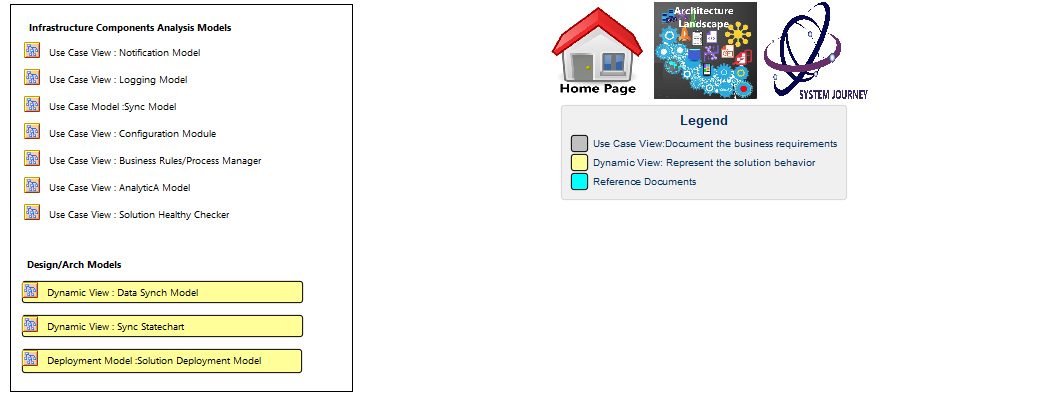 Infrastructure Components Analysis Models
Use Case View : Notification Model
Use Case View : Logging Model
Use Case Model :Sync Model
Use Case View : Configuration Module
Use Case View : Business Rules/Process Manager
Use Case View : AnalyticA Model
Use Case View : Solution Healthy Checker
Design/Arch Models
Dynamic View : Data Synch Model
Dynamic View : Sync Statechart
Deployment Model :Solution Deployment Model
Home Page
Architecture
Landscape
SYSTEM JOURNEY
Legend
Use Case View:Document the business requirements
Dynamic View: Represent the solution behavior
Reference Documents